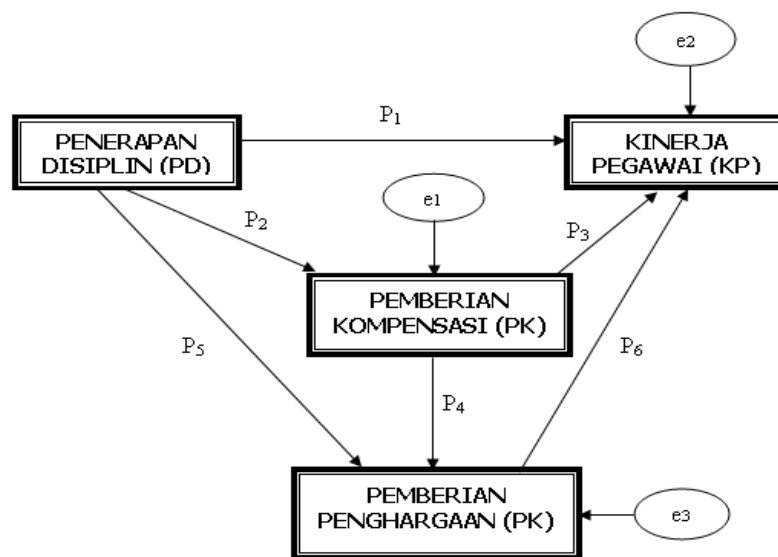 e2
P₁
PENERAPAN
DISIPLIN (PD)
KINERJA
PEGAWAI (KP)
e1
P₂
P₃
PEMBERIAN
KOMPENSASI (PK)
P₅
P₆
P₄
PEMBERIAN
PENGHARGAAN (PK)
e3